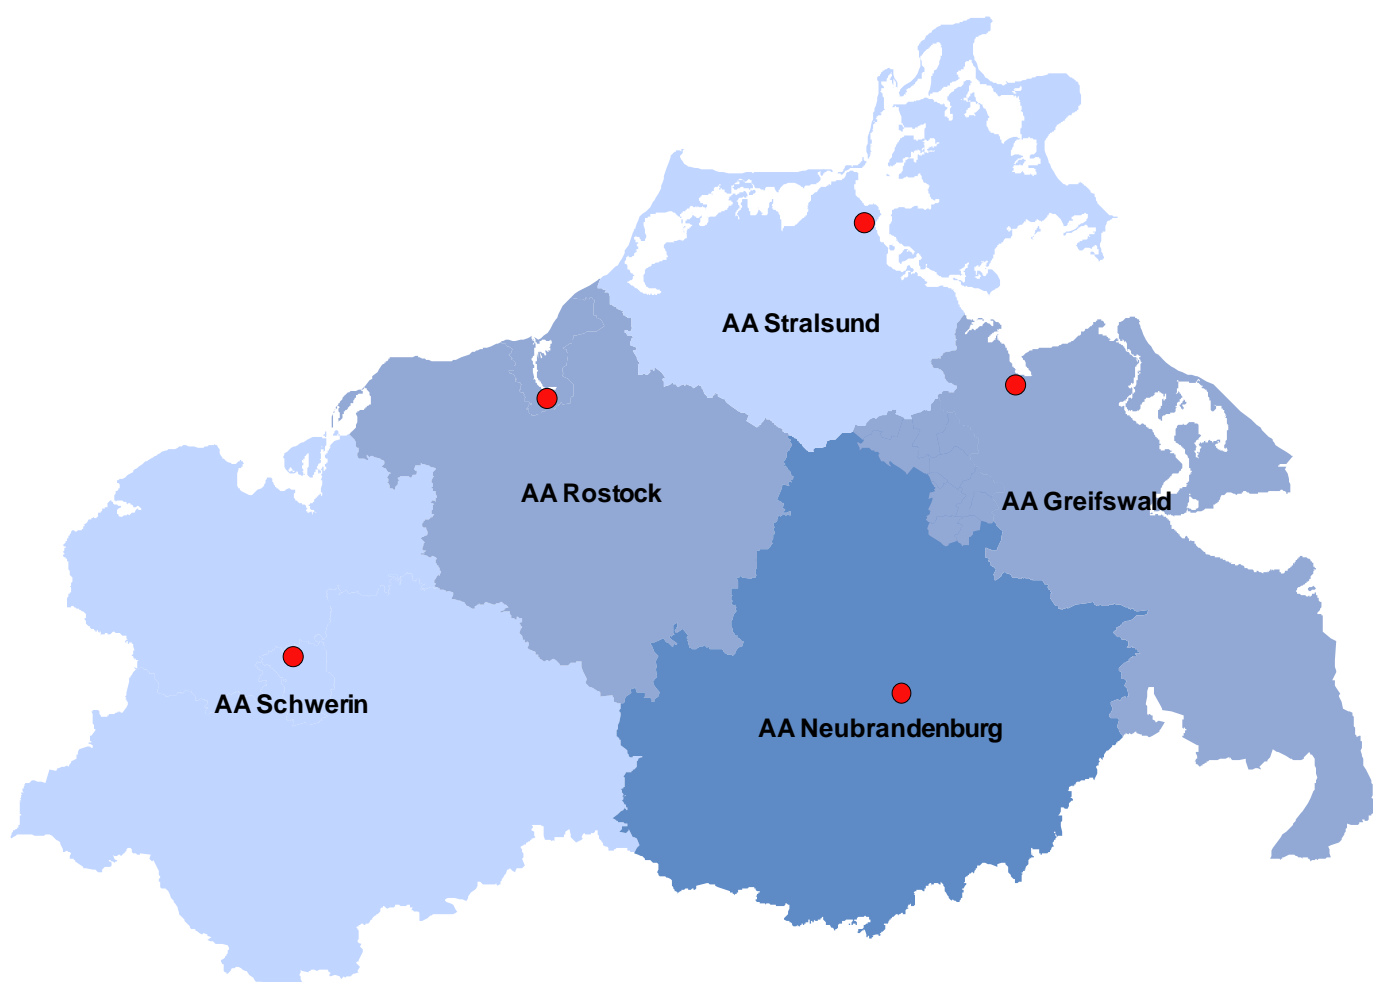 AA Stralsund
AA Rostock
AA Greifswald
AA Schwerin
AA Neubrandenburg